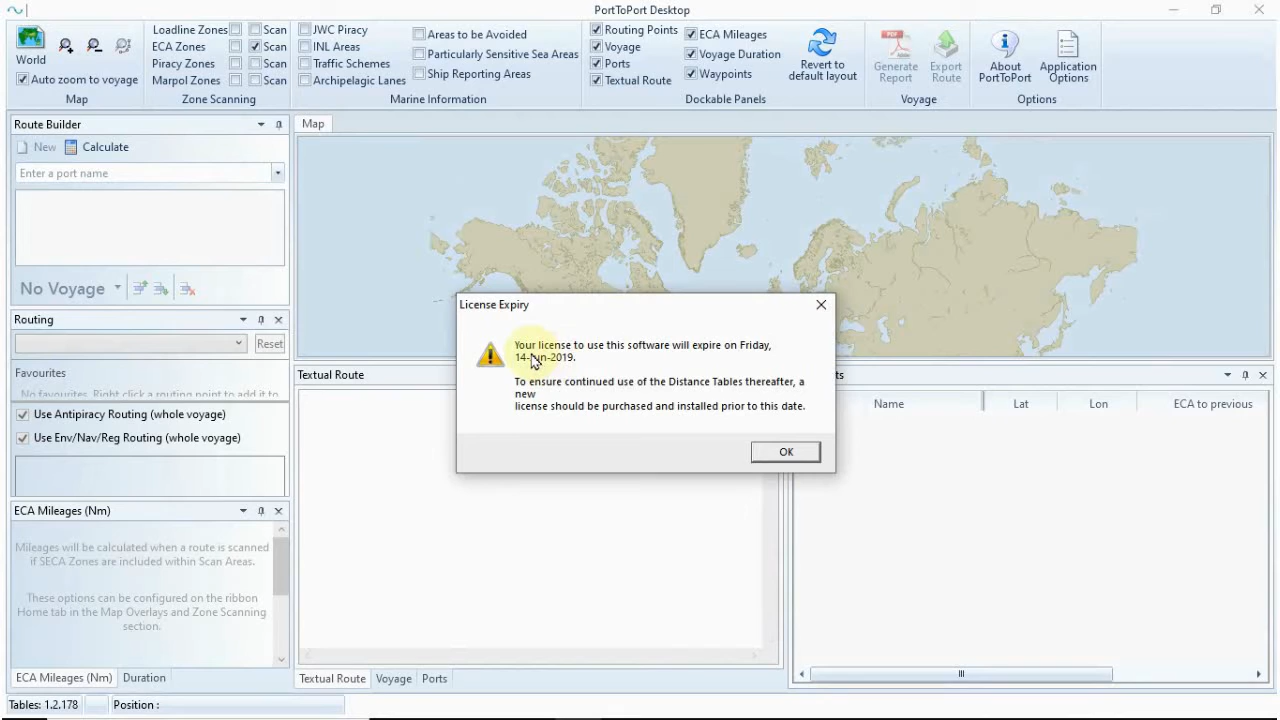 PortToPort Desktop
World
Auto zoom to voyage
Map
Loadline Zones Scan
ECA Zones Scan
Piracy Zones Scan
Marpol Zones Scan
Zone Scanning
JWC Piracy
INL Areas
Traffic Schemes
Archipelagic Lanes
Areas to be Avoided
Particularly Sensitive Sea Areas
Ship Reporting Areas
Marine Information
Routing Points
Voyage
Ports
Textual Route
ECA Mileages
Voyage Duration
Waypoints
Dockable Panels
Revert to
default layout
PDF
Generate
Report
Export
Route
Voyage
About
PortToPort
Application
Options
Options
Route Builder
New Calculate
Enter a port name
No Voyage
Routing
Reset
Favourites
No favourites. Right click a routing point to add it to
Use Antipiracy Routing (whole voyage)
Use Env/Nav/Reg Routing (whole voyage)
ECA Mileages (Nm)
Mileages will be calculated when a route is scanned
if SECA Zones are included within Scan Areas.
These options can be configured on the ribbon
Home tab in the Map Overlays and Zone Scanning
section.
ECA Mileages (Nm) Duration
Map
License Expiry
Your license to use this software will expire on Friday,
14-Jun-2019.
To ensure continued use of the Distance Tables thereafter, a
new
license should be purchased and installed prior to this date.
OK
Textual Route
Textual Route Voyage Ports
Name Lat Lon ECA to previous
Tables: 1.2.178 Position :